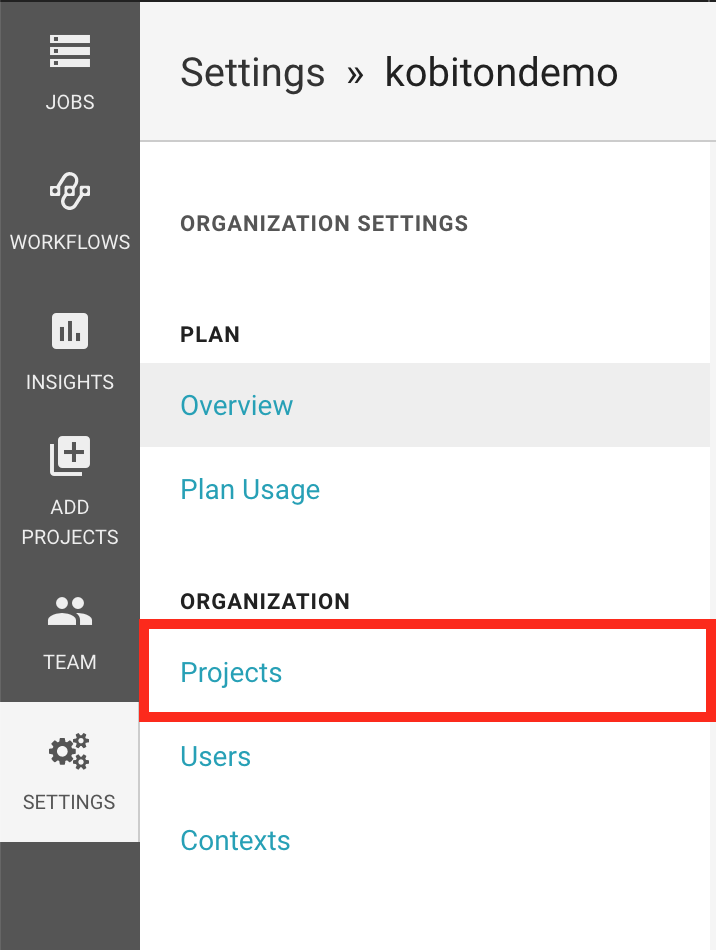 JOBS
WORKFLOWS
INSIGHTS
ADD
PROJECTS
TEAM
SETTINGS
Settings » kobitondemo
ORGANIZATION SETTINGS
PLAN
Overview
Plan Usage
ORGANIZATION
Projects
Users
Contexts